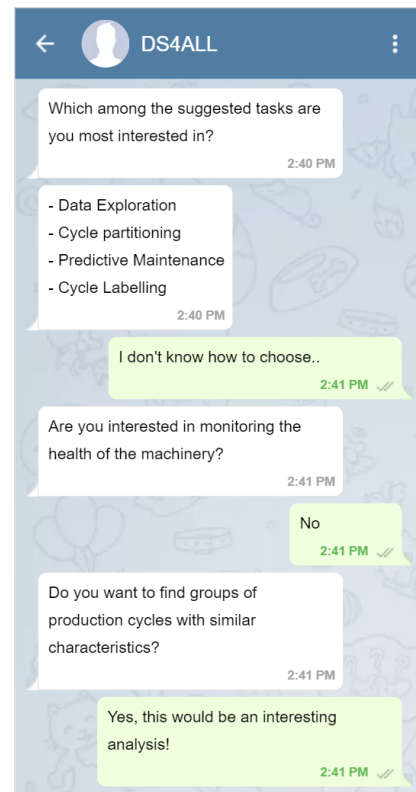 DS4ALL
Which among the suggested tasks are
you most interested in?
2:40 PM
- Data Exploration
- Cycle partitioning
- Predictive Maintenance
- Cycle Labelling
2:40 PM
I don't know how to choose..
2:41 PM
Are you interested in monitoring the
health of the machinery?
2:41 PM
No
2:41 PM
Do you want to find groups of
production cycles with similar
characteristics?
2:41 PM
Yes, this would be an interesting
analysis!
2:41 PM